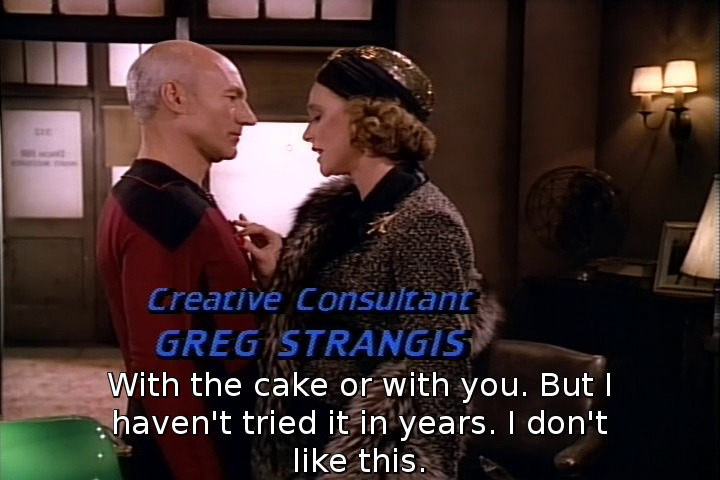 Creative Consultant
GREG STRANGIS
With the cake or with you. But I
haven't tried it in years. I don't
like this.